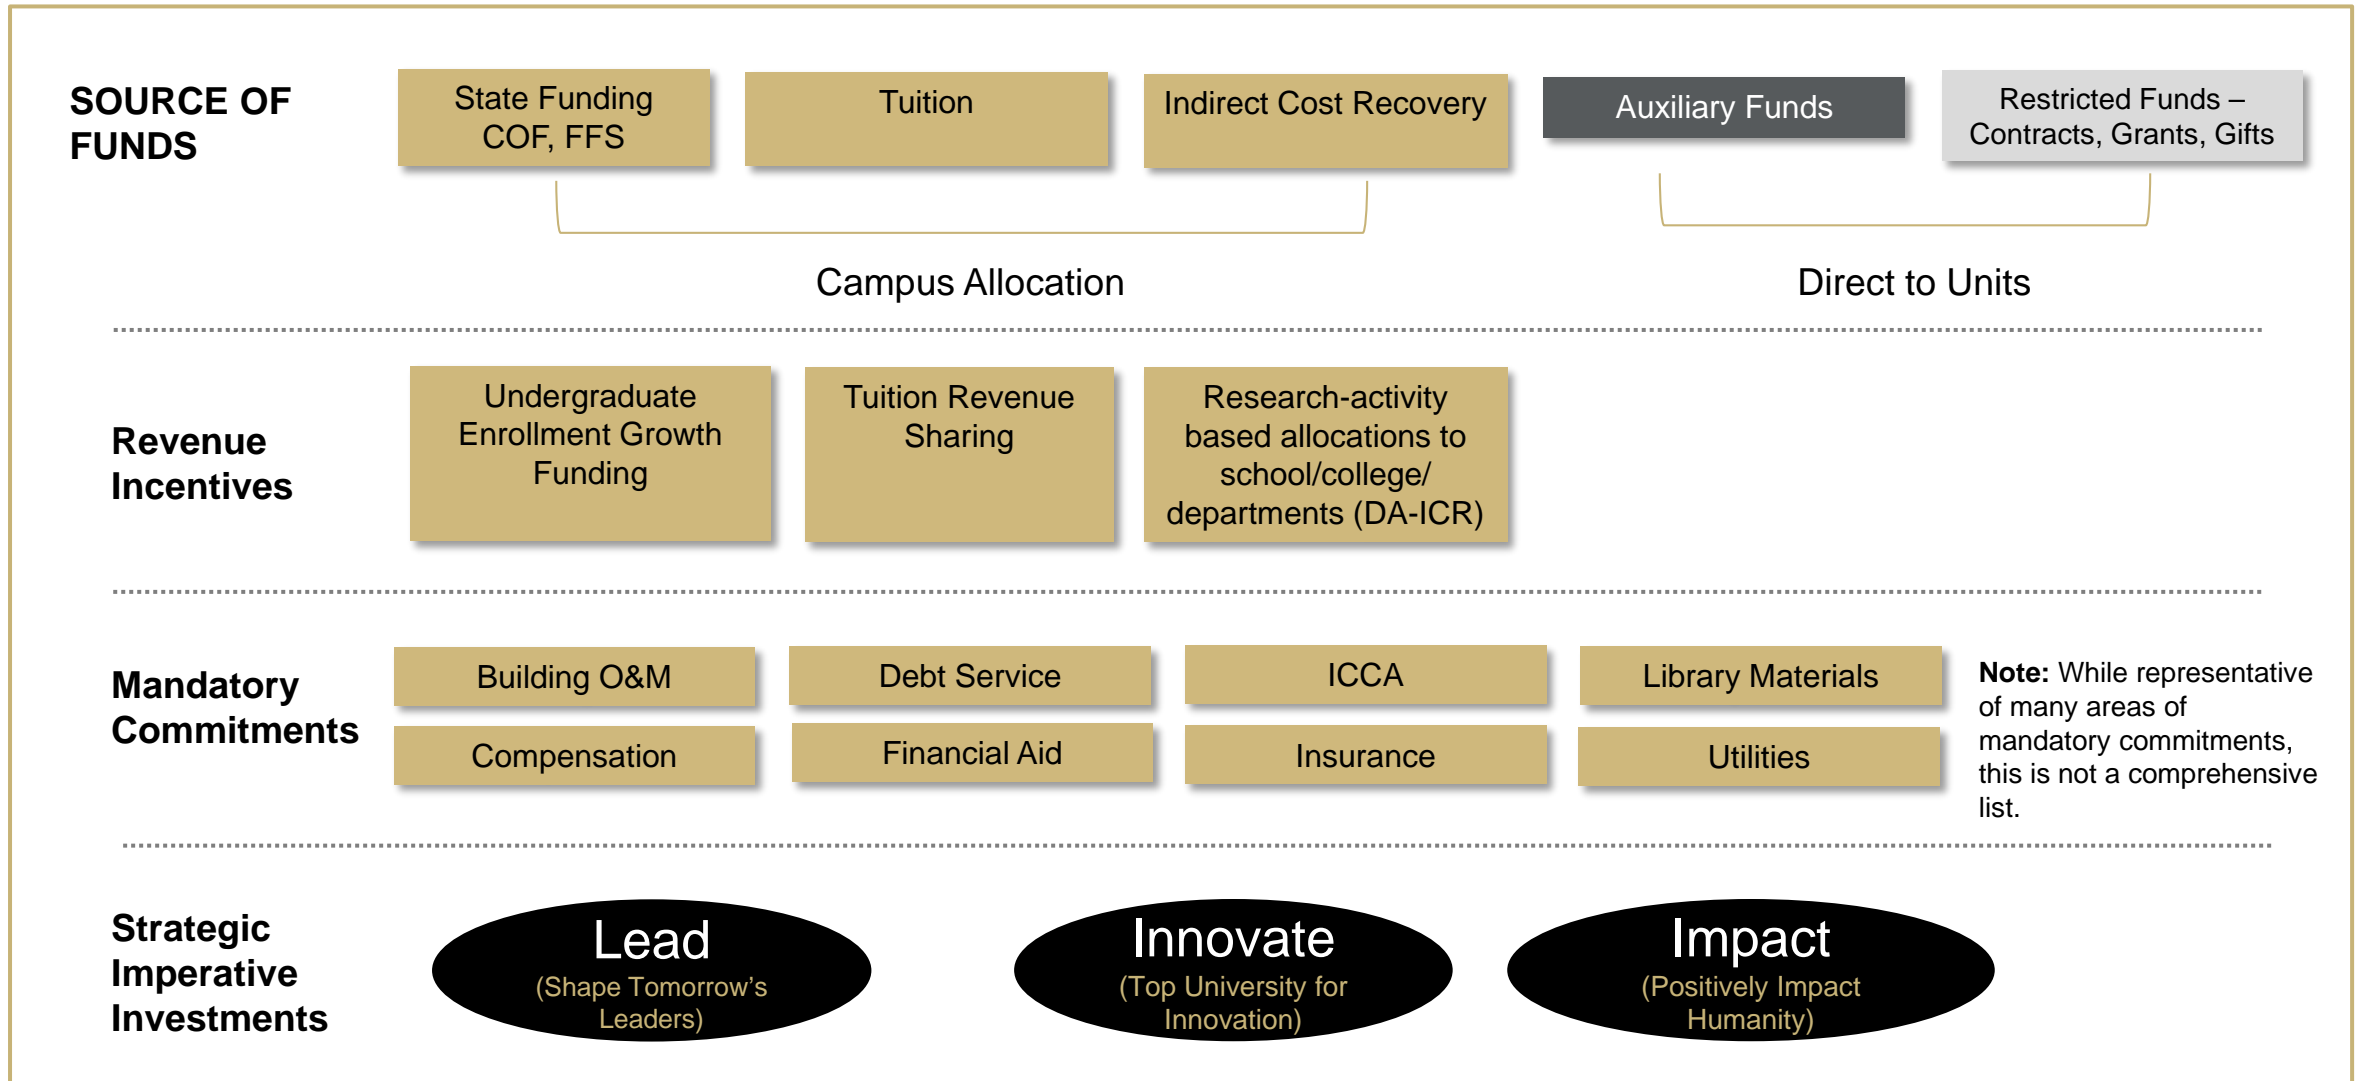 SOURCE OF
FUNDS
State Funding
COF, FFS
Tuition
Indirect Cost Recovery
Auxiliary Funds
Restricted Funds –
Contracts, Grants, Gifts
Campus Allocation
Direct to Units
Revenue
Incentives
Undergraduate
Enrollment Growth
Funding
Tuition Revenue
Sharing
Research-activity
based allocations to
school/college/
departments (DA-ICR)
Mandatory
Commitments
Building O&M
Debt Service
ICCA
Library Materials
Compensation
Financial Aid
Insurance
Utilities
Note: While representative
of many areas of
mandatory commitments,
this is not a comprehensive
list.
Strategic
Imperative
Investments
Lead
(Shape Tomorrow’s
Leaders)
Innovate
(Top University for
Innovation)
Impact
(Positively Impact
Humanity)